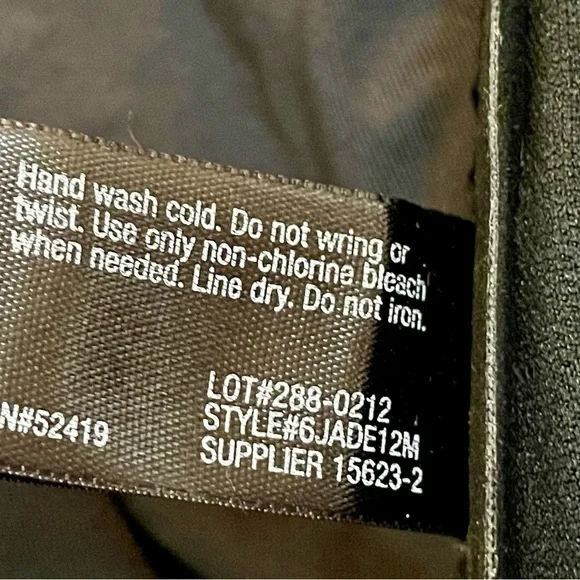 Hand wash cold. Do not wring or
twist. Use only non-chlorine bleach
when needed. Line dry. Do not iron.
LOT#288-0212
N#52419 STYLE#6JADE12M
SUPPLIER 15623-2